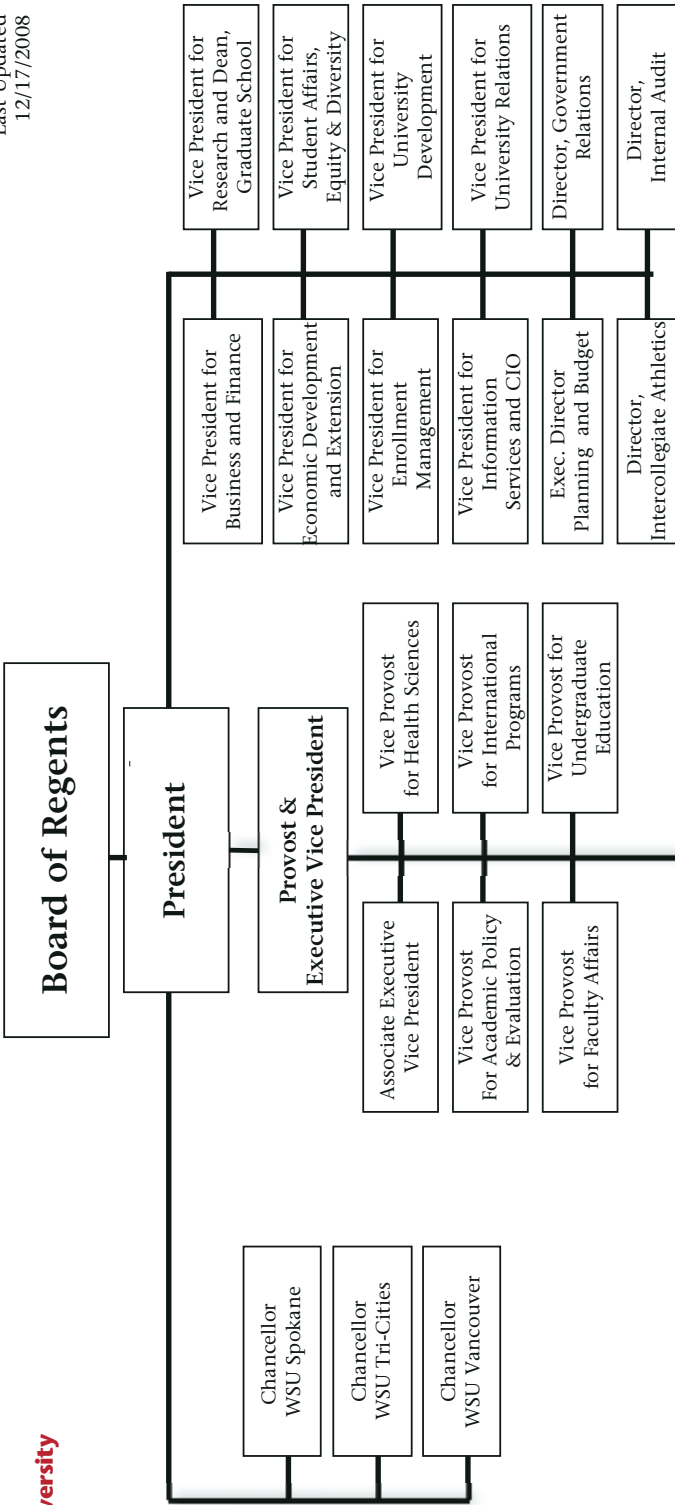 versity
Last Updated
12/17/2008
Board of Regents
President
Provost &
Executive Vice President
Chancellor
WSU Spokane
Chancellor
WSU Tri-Cities
Chancellor
WSU Vancouver
Associate Executive
Vice President
Vice Provost
for Health Sciences
Vice Provost
For Academic Policy
& Evaluation
Vice Provost
for International
Programs
Vice Provost
for Faculty Affairs
Vice Provost for
Undergraduate
Education
Vice President for
Business and Finance
Vice President for
Research and Dean,
Graduate School
Vice President for
Economic Development
and Extension
Vice President for
Student Affairs,
Equity & Diversity
Vice President for
Enrollment
Management
Vice President for
University
Development
Vice President for
Information
Services and CIO
Vice President for
University Relations
Exec. Director
Planning and Budget
Director, Government
Relations
Director,
Intercollegiate Athletics
Director,
Internal Audit